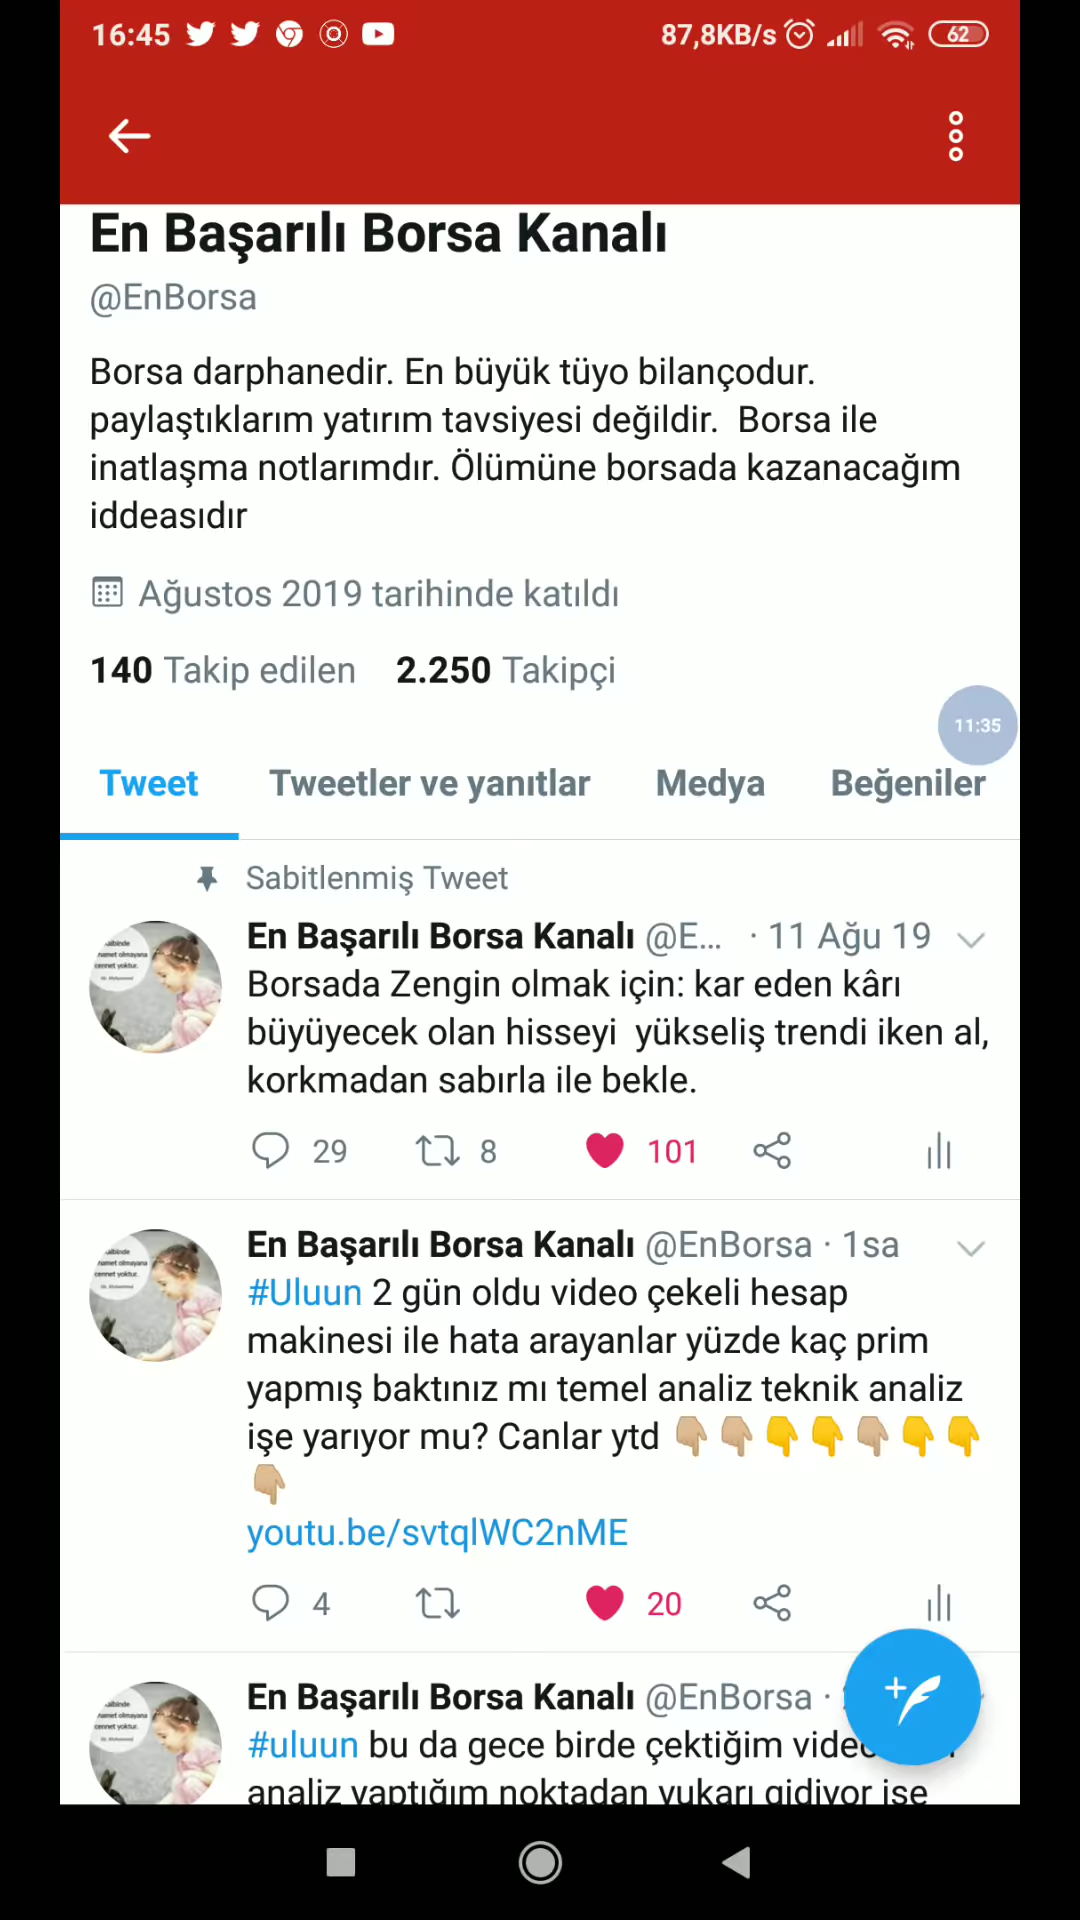 16:45 87,8KB/s 62
En Başarılı Borsa Kanalı
@EnBorsa
Borsa darphanedir. En büyük tüyo bilançodur.
paylaştıklarım yatırım tavsiyesi değildir. Borsa ile
inatlaşma notlarımdır. Ölümüne borsada kazanacağım
iddeasıdır
Ağustos 2019 tarihinde katıldı
140 Takip edilen 2.250 Takipçi
11:35
Tweet Tweetler ve yanıtlar Medya Beğeniler
Sabitlenmiş Tweet
En Başarılı Borsa Kanalı @E... · 11 Ağu 19
Borsada Zengin olmak için: kar eden kârı
büyüyecek olan hisseyi yükseliş trendi iken al,
korkmadan sabırla ile bekle.
29 8 101
En Başarılı Borsa Kanalı @EnBorsa · 1sa
#Uluun 2 gün oldu video çekeli hesap
makinesi ile hata arayanlar yüzde kaç prim
yapmış baktınız mı temel analiz teknik analiz
işe yarıyor mu? Canlar ytd 👇🏼👇🏼👇👇👇🏼👇👇
👇🏼
youtu.be/svtqlWC2nME
4 20
En Başarılı Borsa Kanalı @EnBorsa ·
#uluun bu da gece birde çektiğim
analiz yaptığım noktadan yukarı gidiyor ise